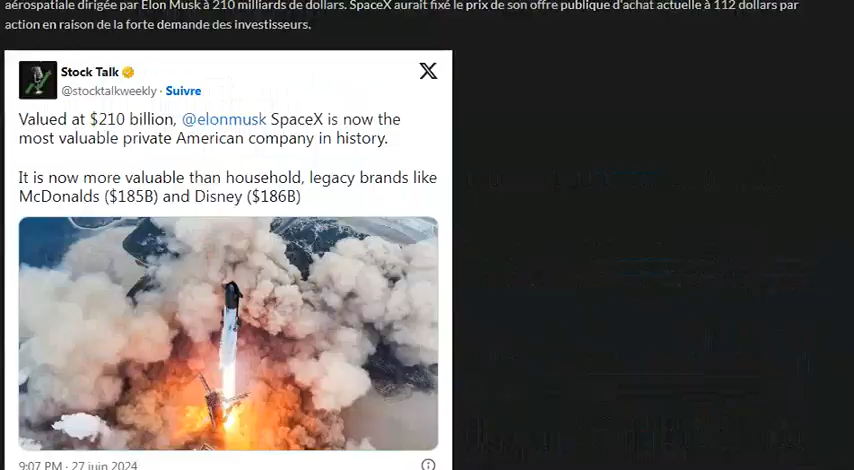 aérospatiale dirigée par Elon Musk à 210 milliards de dollars. SpaceX aurait fixé le prix de son offre publique d'achat actuelle à 112 dollars par
action en raison de la forte demande des investisseurs.
Stock Talk
@stocktalkweekly · Suivre
Valued at $210 billion, @elonmusk SpaceX is now the
most valuable private American company in history.
It is now more valuable than household, legacy brands like
McDonalds ($185B) and Disney ($186B)
9:07 PM · 27 juin 2024